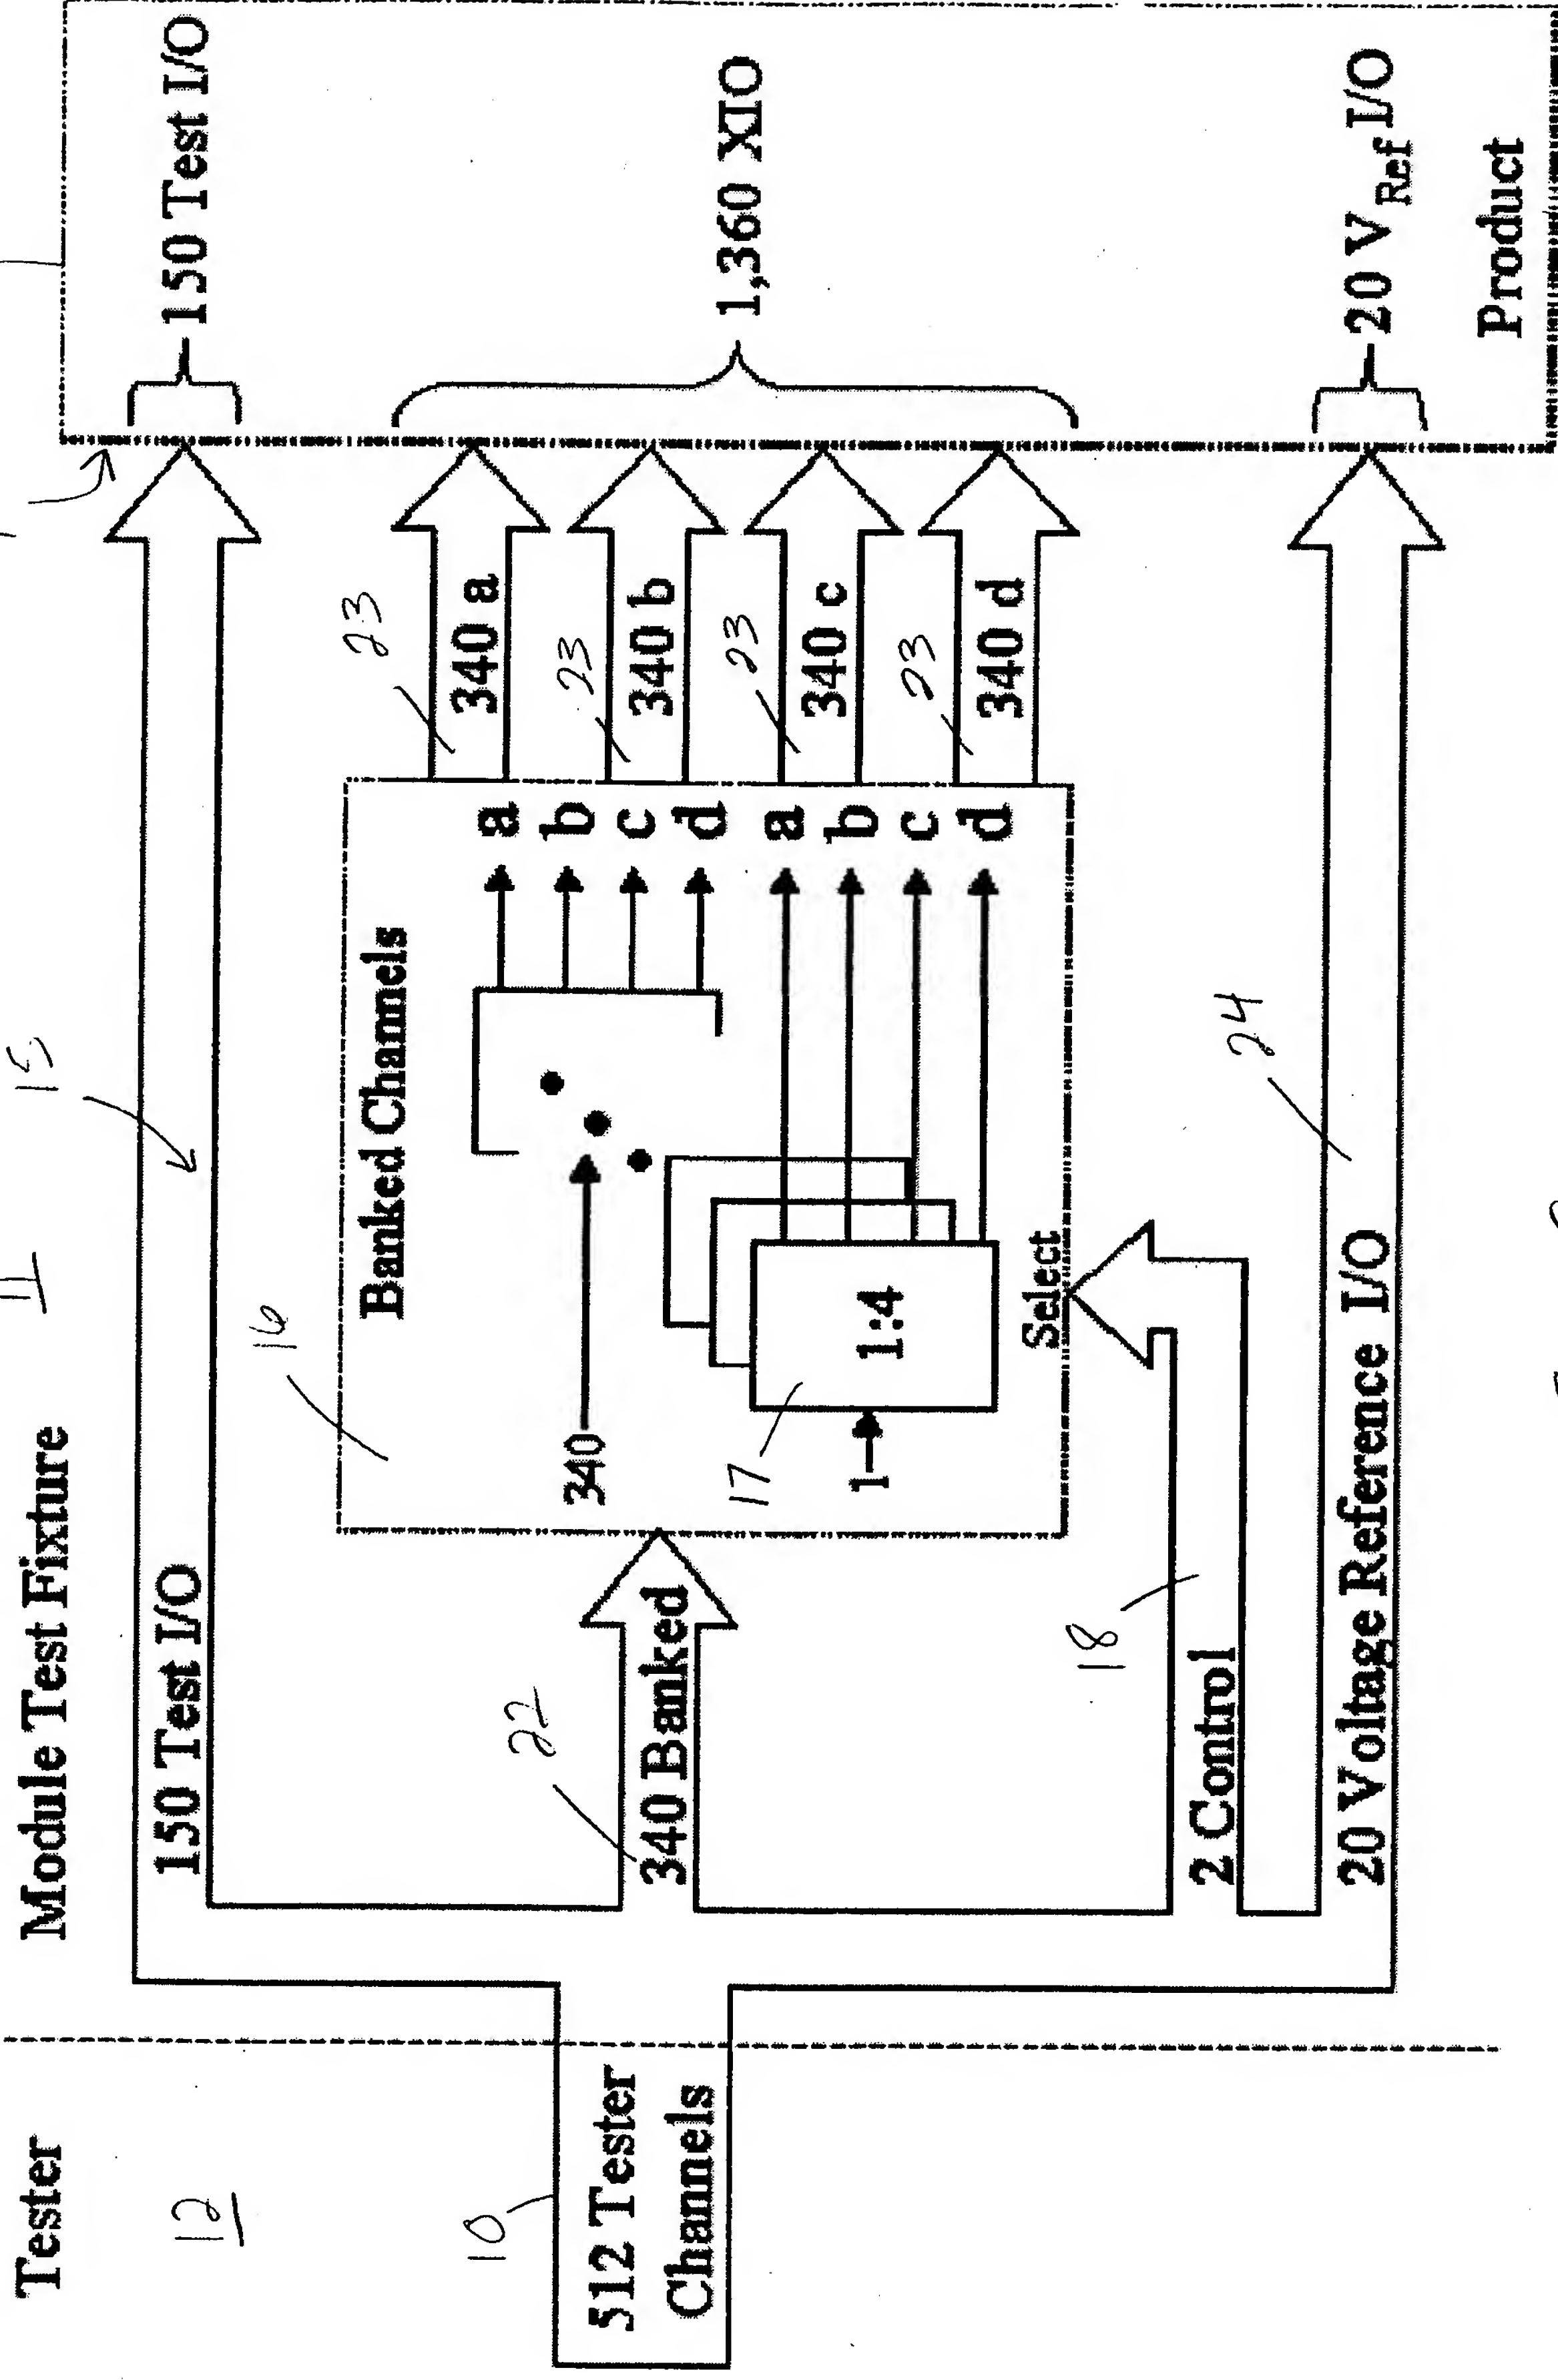 Tester
12
10
512 Tester
Channels
Module Test Fixture
11
15
150 Test I/O
22
340 Banked
18
2 Control
20 Voltage Reference I/O
24
16
Banked Channels
340
17
1
1:4
Select
a
b
c
d
a
b
c
d
23
340 a
23
340 b
23
340 c
23
340 d
150 Test I/O
1,360 XIO
20 V Ref I/O
Product